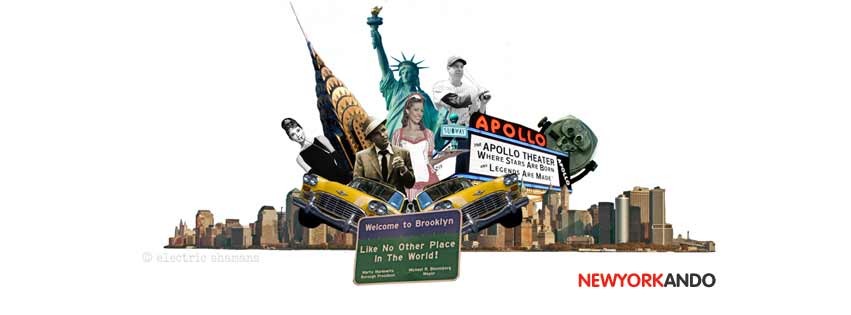 SUBWAY
APOLLO
THE APOLLO THEATER
WHERE STARS ARE BORN
AND LEGENDS ARE MADE
Welcome to Brooklyn
Like No Other Place
In The World!
Marty Markowitz
Borough President
Michael R. Bloomberg
Mayor
© electric shamans
NEWYORKANDO